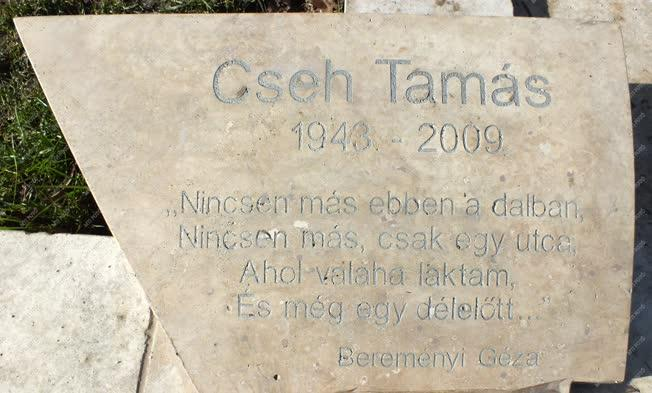 Cseh Tamás
1943. - 2009.
„Nincsen más ebben a dalban,
Nincsen más, csak egy utca,
Ahol valaha laktam,
És még egy délelőtt..."
Bereményi Géza